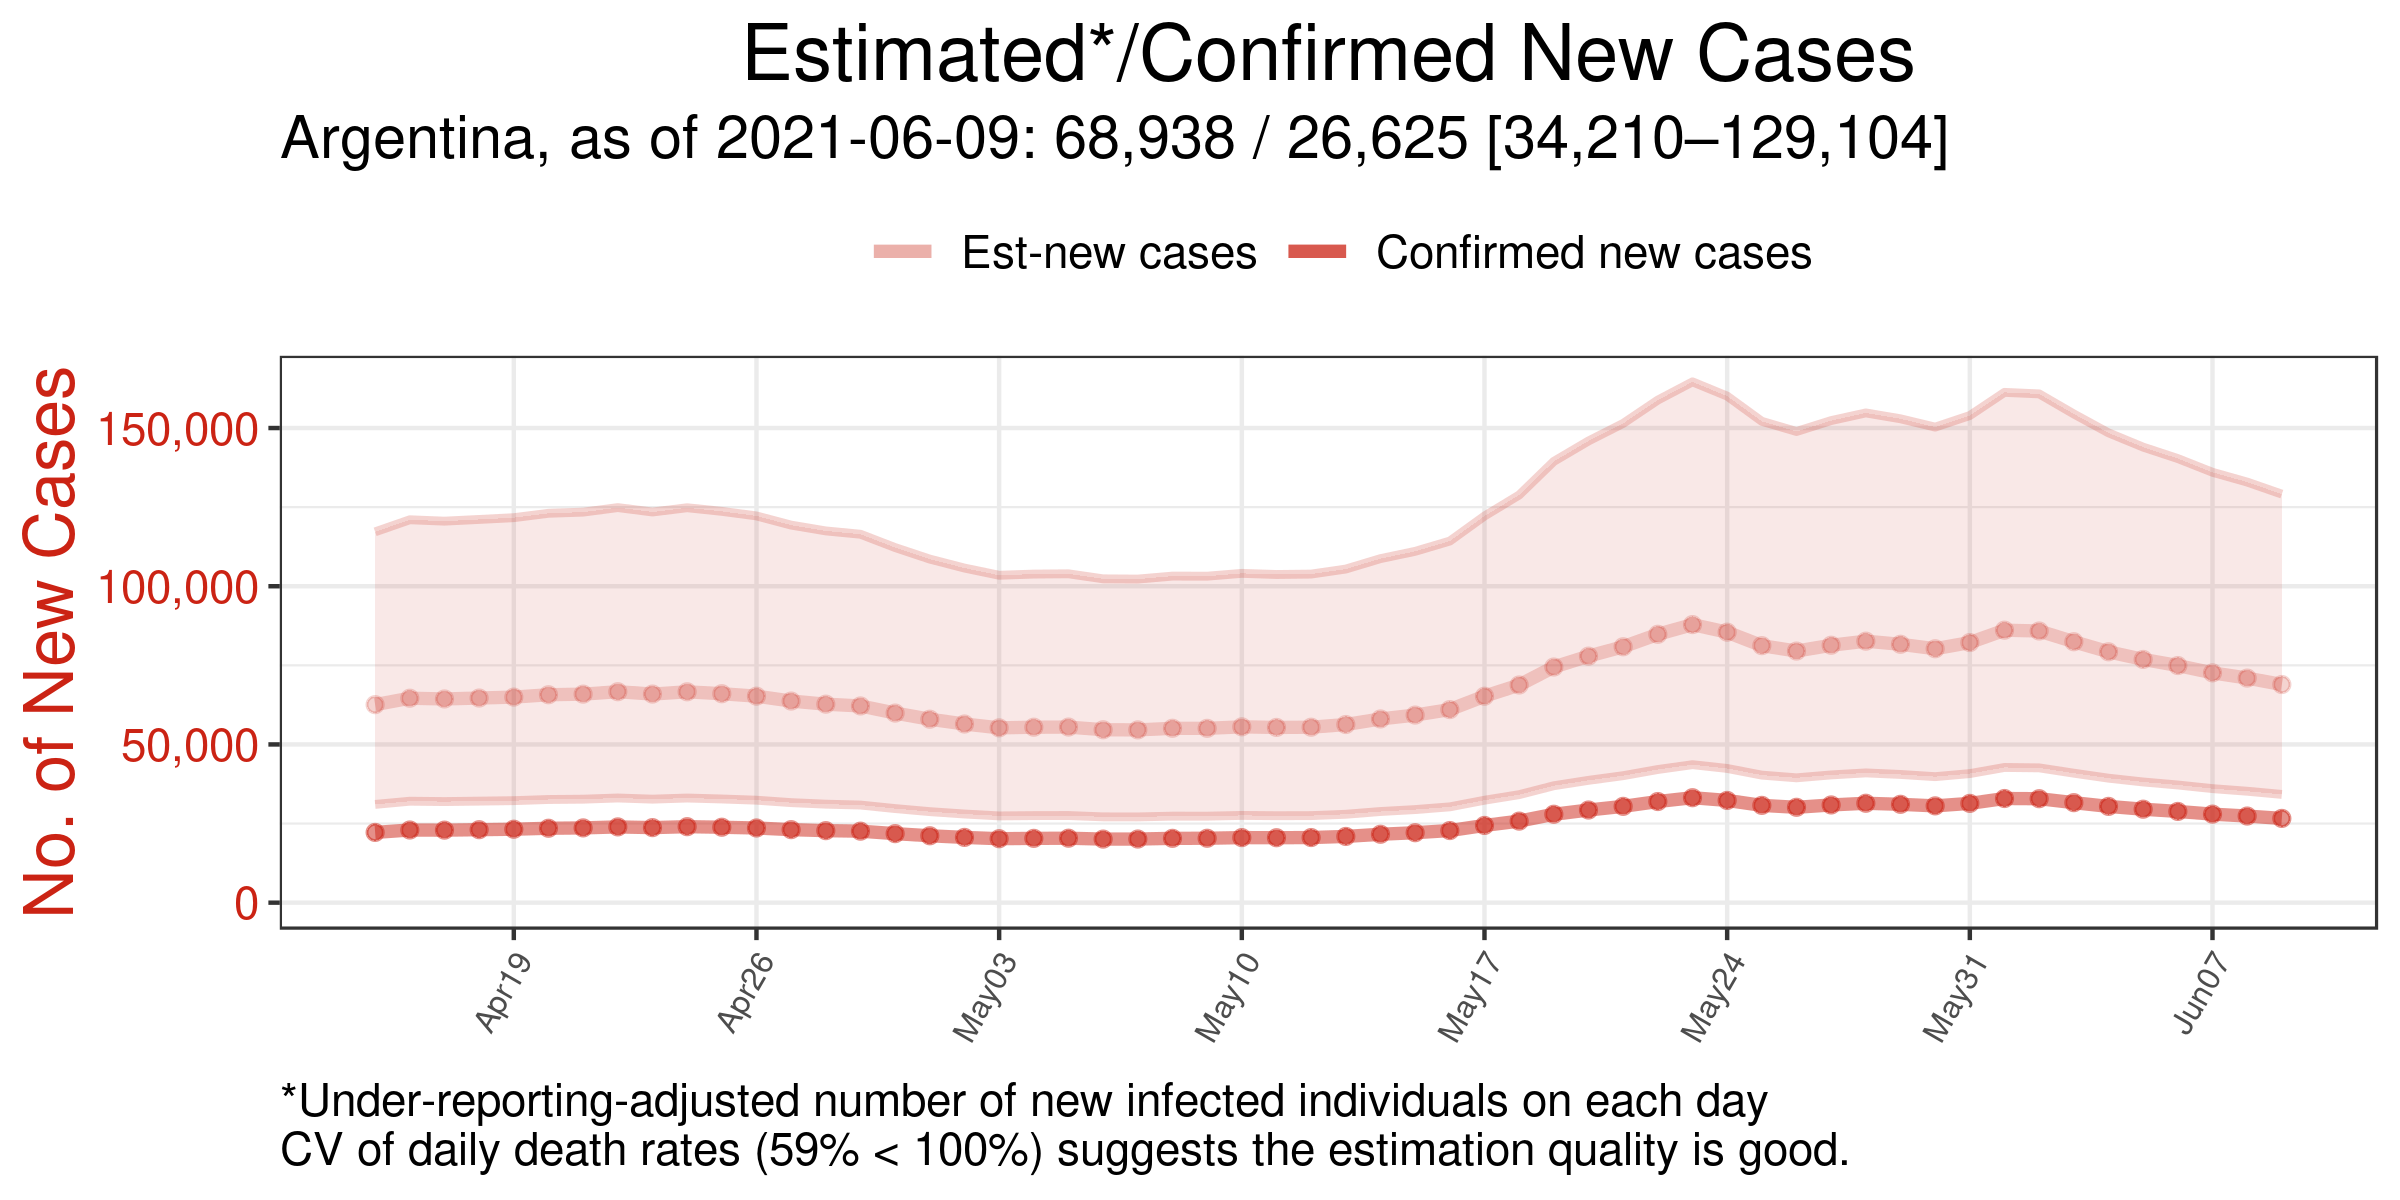 Estimated*/Confirmed New Cases
Argentina, as of 2021-06-09: 68,938 / 26,625 [34,210–129,104]
Est-new cases
Confirmed new cases
No. of New Cases
150,000
100,000
50,000
0
Apr19
Apr26
May03
May10
May17
May24
May31
Jun07
*Under-reporting-adjusted number of new infected individuals on each day
CV of daily death rates (59% < 100%) suggests the estimation quality is good.